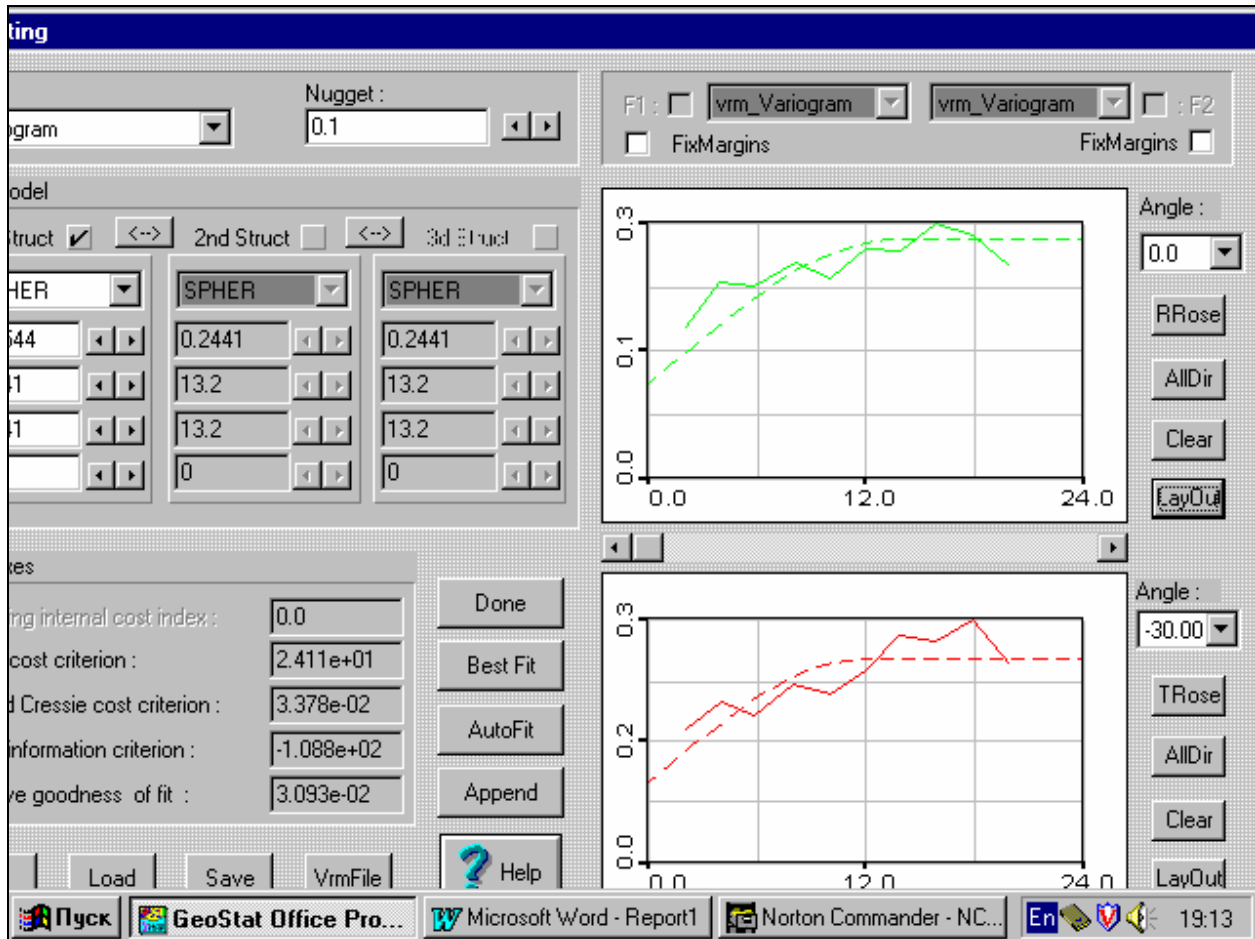 ting
Nugget :
ogram
0.1
F1 : vrm_Variogram vrm_Variogram : F2
FixMargins FixMargins
odel
Struct <--> 2nd Struct <--> 3d Struct
HER SPHER SPHER
544 0.2441 0.2441
41 13.2 13.2
41 13.2 13.2
0 0
0.3
0.1
0.0
0.0 12.0 24.0
Angle :
0.0
RRose
AllDir
Clear
LayOut
xes
ng internal cost index : 0.0
cost criterion : 2.411e+01
d Cressie cost criterion : 3.378e-02
information criterion : -1.088e+02
ve goodness of fit : 3.093e-02
Done
Best Fit
AutoFit
Append
Help
Load Save VrmFile
0.3
0.2
0.0
0.0 12.0 24.0
Angle :
-30.00
TRose
AllDir
Clear
LayOut
Пуск GeoStat Office Pro... Microsoft Word - Report1 Norton Commander - NC... En 19:13